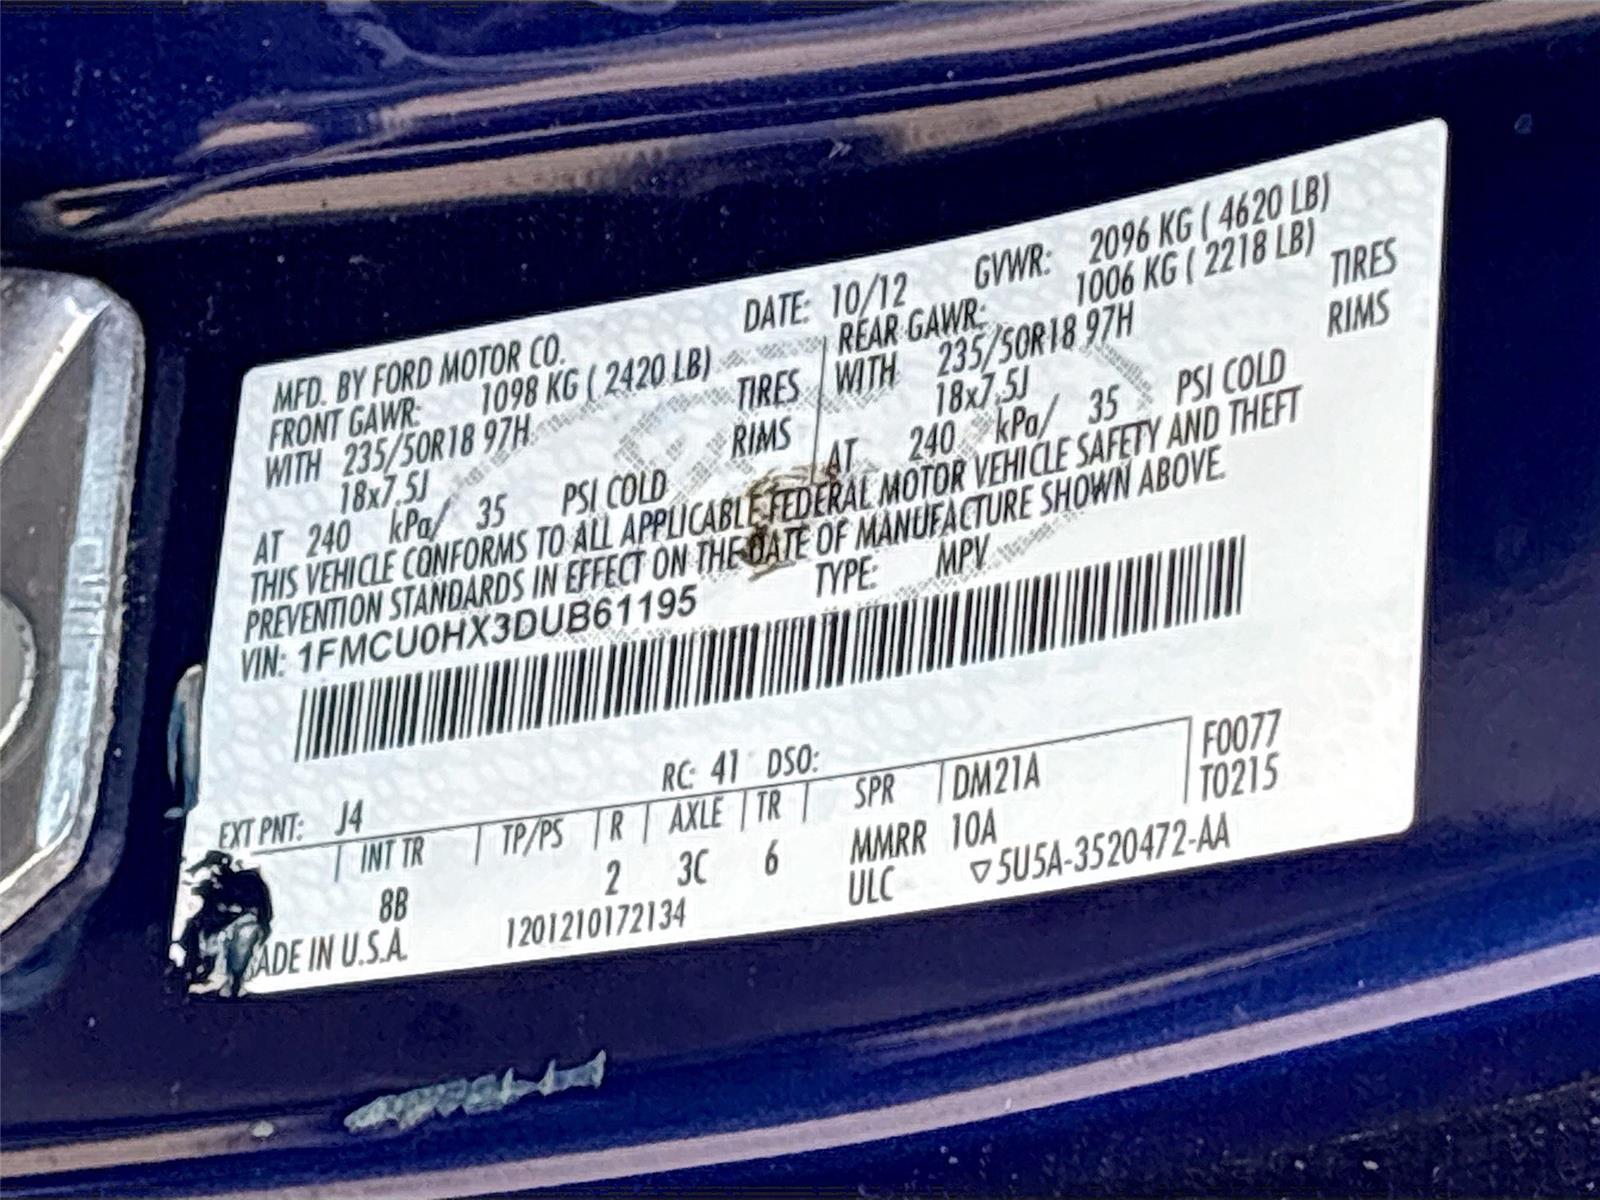 MFD. BY FORD MOTOR CO. DATE: 10/12 GVWR: 2096 KG ( 4620 LB)
FRONT GAWR: 1098 KG ( 2420 LB) REAR GAWR: 1006 KG ( 2218 LB)
WITH 235/50R18 97H TIRES WITH 235/50R18 97H TIRES
18x7.5J RIMS 18x7.5J RIMS
AT 240 kPa/ 35 PSI COLD AT 240 kPa/ 35 PSI COLD
THIS VEHICLE CONFORMS TO ALL APPLICABLE FEDERAL MOTOR VEHICLE SAFETY AND THEFT
PREVENTION STANDARDS IN EFFECT ON THE DATE OF MANUFACTURE SHOWN ABOVE.
VIN: 1FMCU0HX3DUB61195 TYPE: MPV
EXT PNT: J4 RC: 41 DSO: F0077
INT TR TP/PS R AXLE TR SPR DM21A T0215
8B 2 3C 6 MMRR 10A
ADE IN U.S.A. 1201210172134 ULC ▽5U5A-3520472-AA